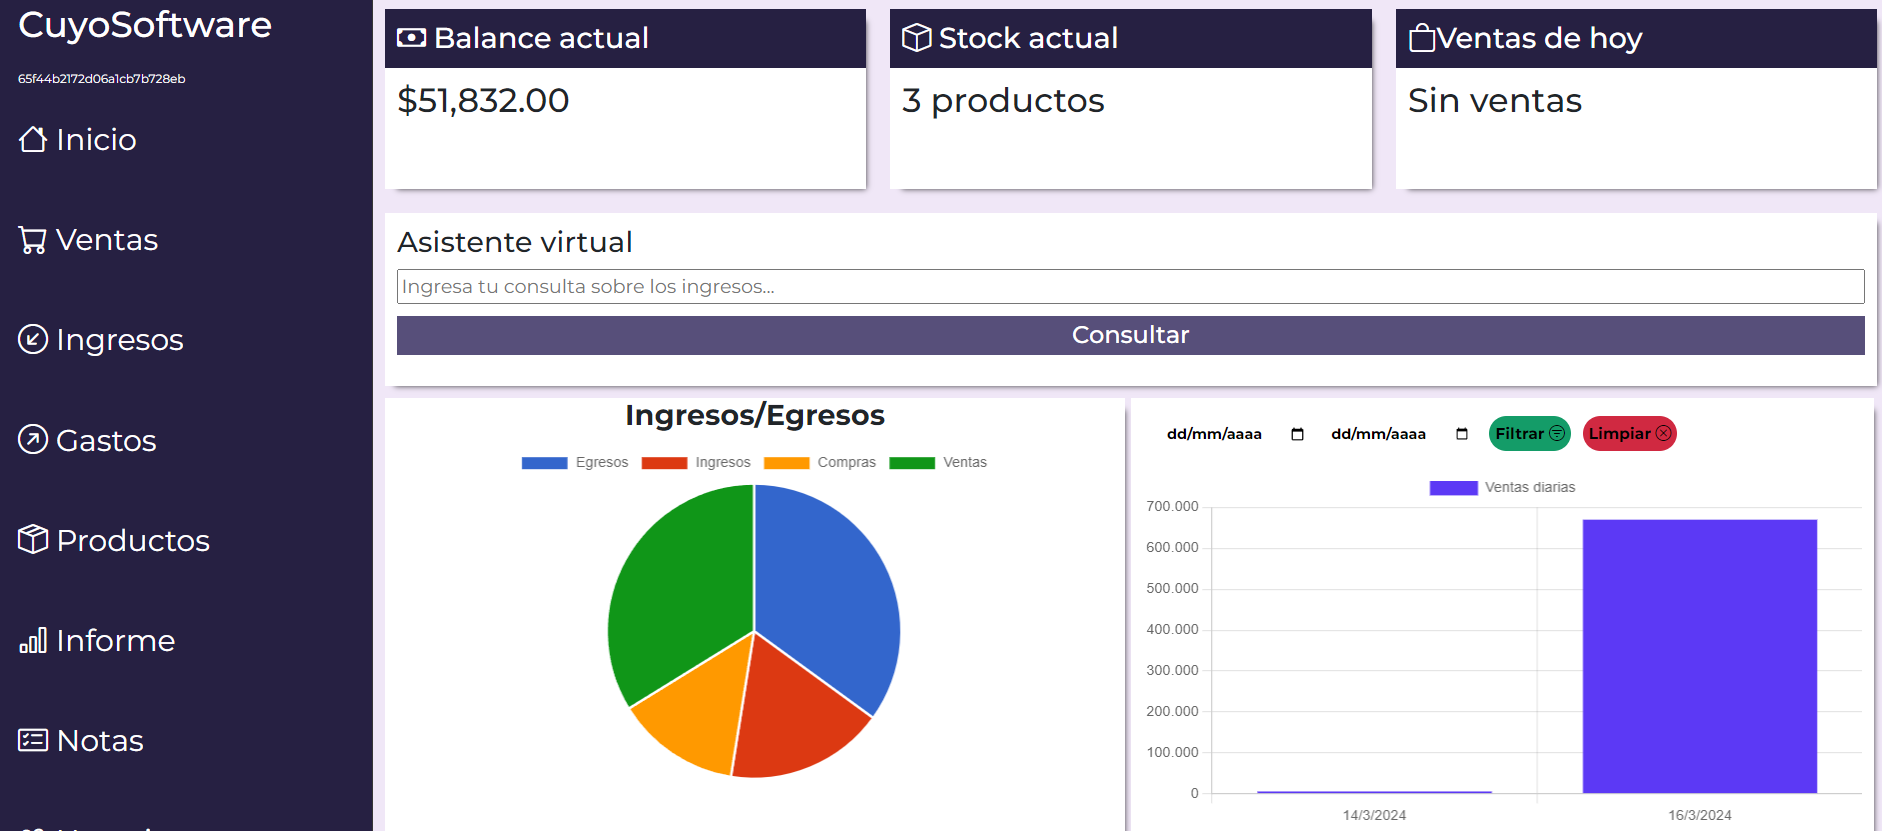 CuyoSoftware
65f44b2172d06a1cb7b728eb
Inicio
Ventas
Ingresos
Gastos
Productos
Informe
Notas
Balance actual
$51,832.00
Stock actual
3 productos
Ventas de hoy
Sin ventas
Asistente virtual
Ingresa tu consulta sobre los ingresos...
Consultar
Ingresos/Egresos
Egresos Ingresos Compras Ventas
dd/mm/aaaa dd/mm/aaaa Filtrar Limpiar
Ventas diarias
700.000
600.000
500.000
400.000
300.000
200.000
100.000
0
14/3/2024 16/3/2024